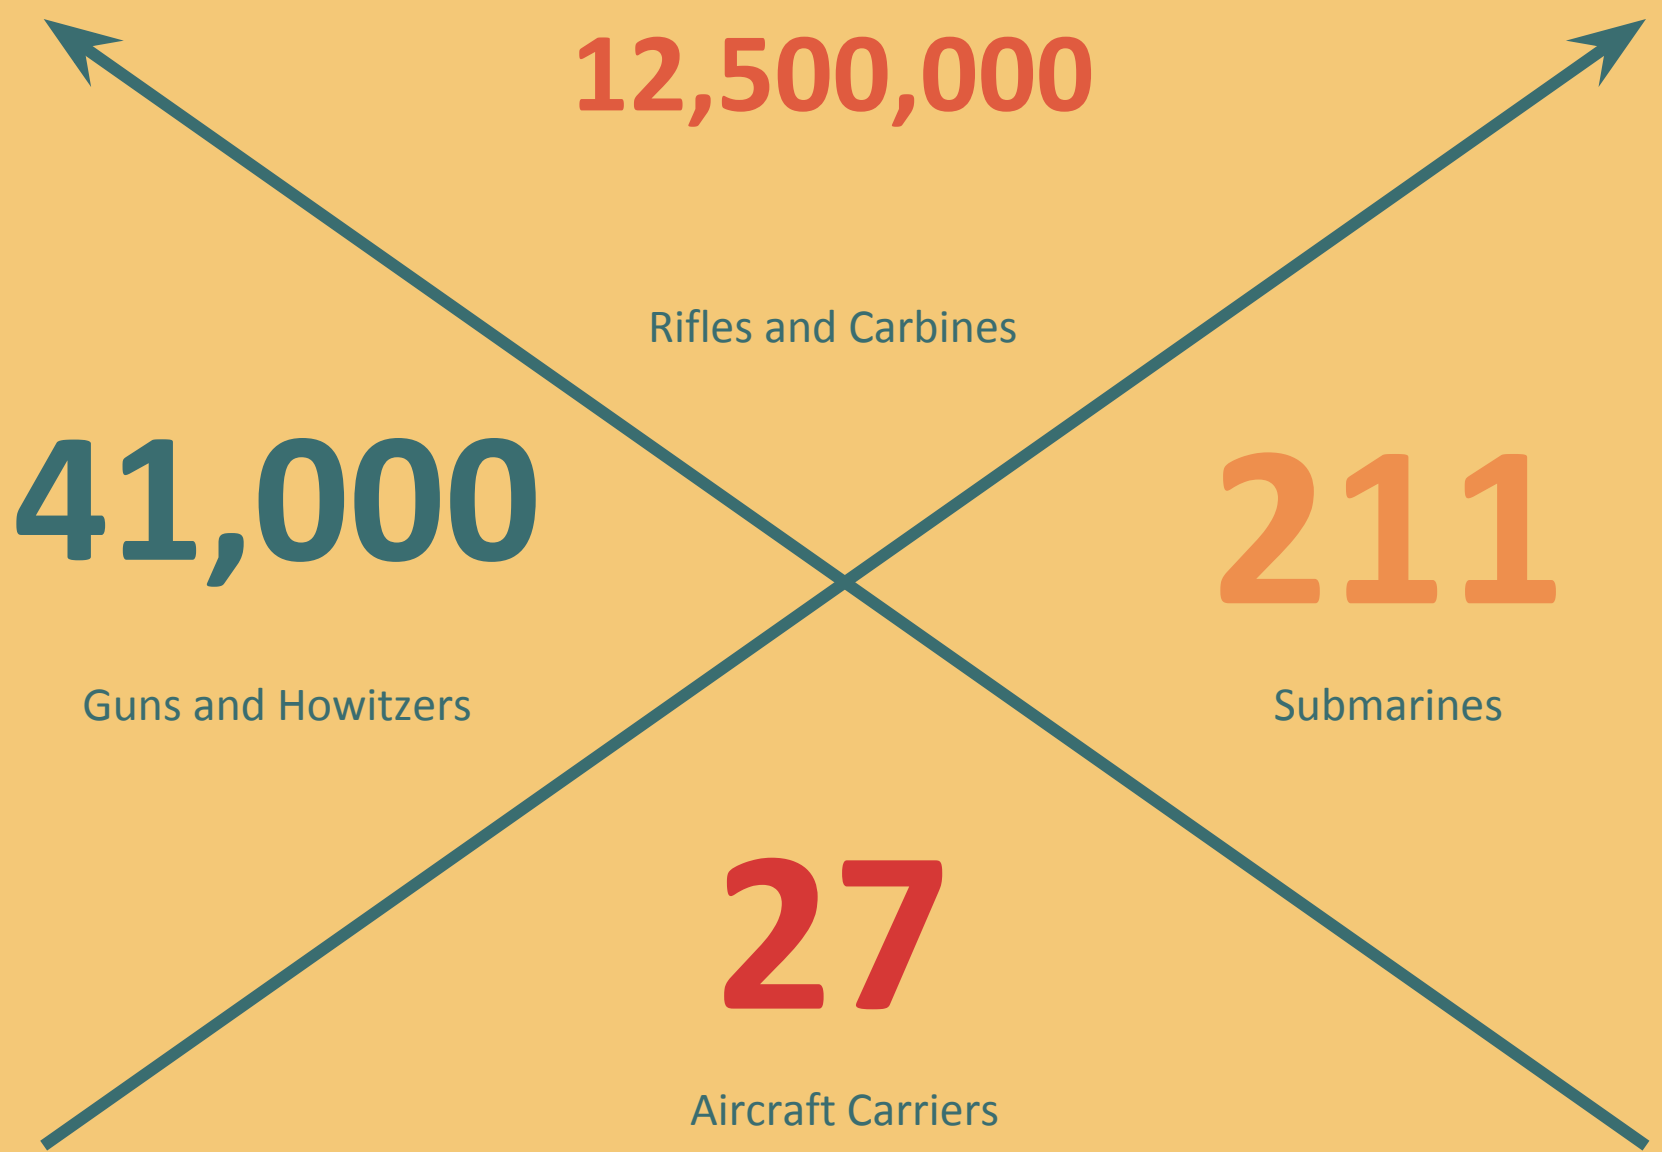 12,500,000
Rifles and Carbines
41,000
Guns and Howitzers
211
Submarines
27
Aircraft Carriers